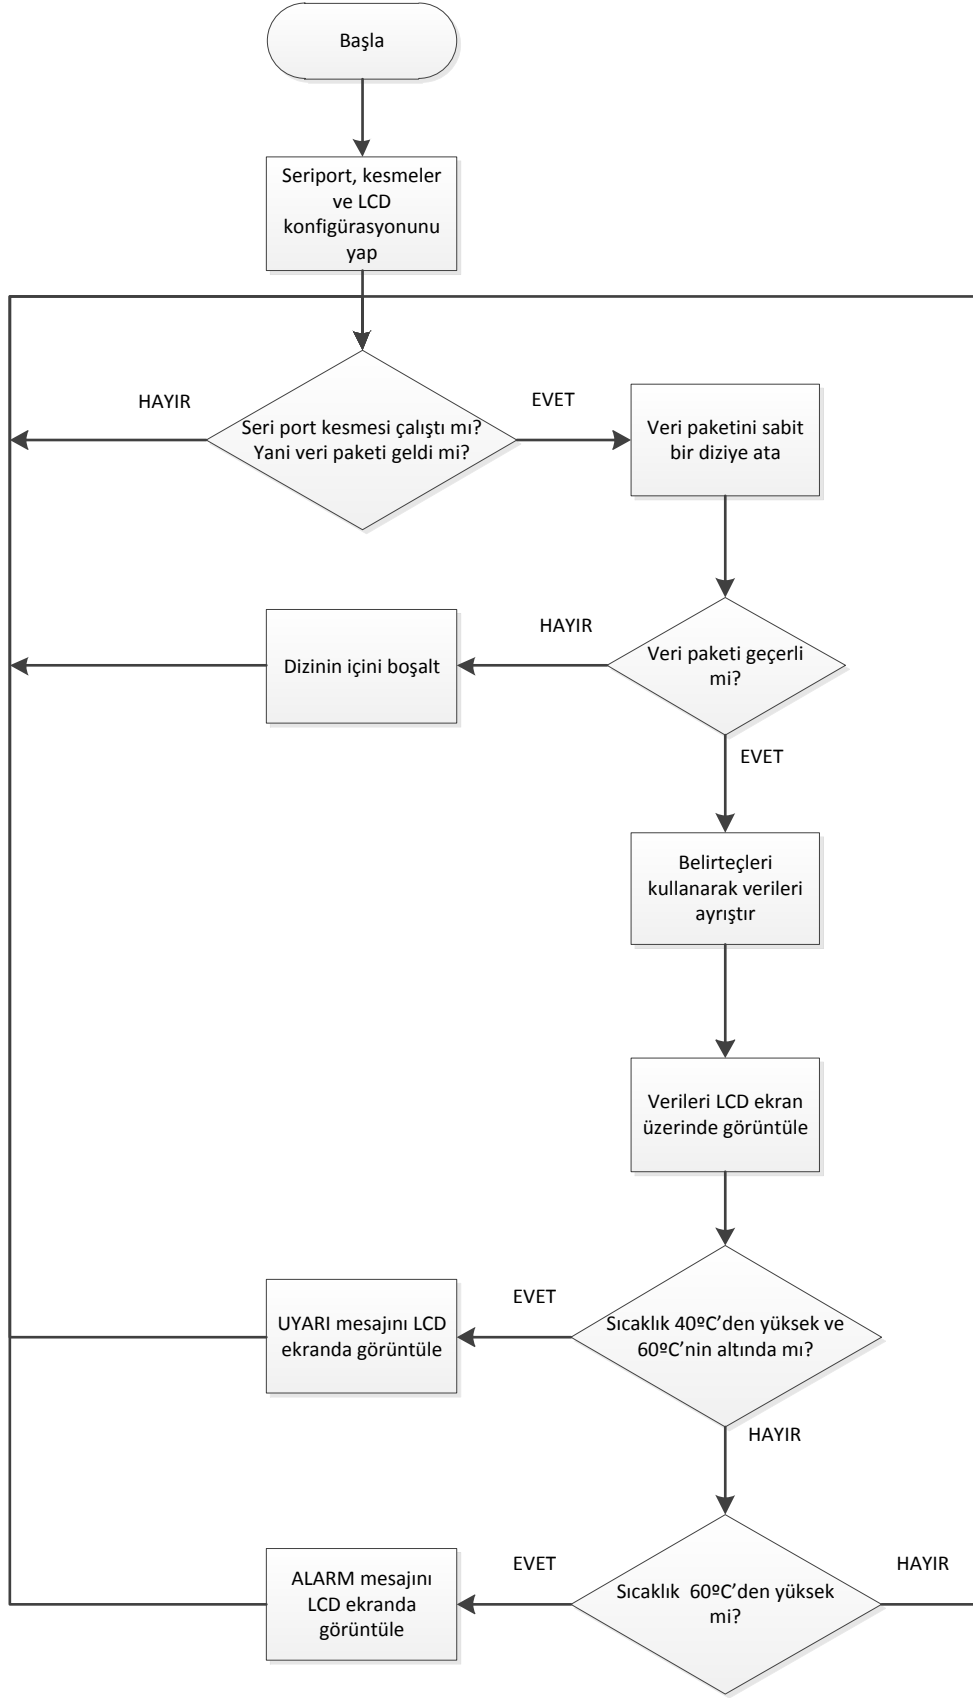 Başla
Seriport, kesmeler
ve LCD
konfigürasyonunu
yap
HAYIR
Seri port kesmesi çalıştı mı?
Yani veri paketi geldi mi?
EVET
Veri paketini sabit
bir diziye ata
Dizinin içini boşalt
HAYIR
Veri paketi geçerli
mi?
EVET
Belirteçleri
kullanarak verileri
ayrıştır
Verileri LCD ekran
üzerinde görüntüle
UYARI mesajını LCD
ekranda görüntüle
EVET
Sıcaklık 40ºC’den yüksek ve
60ºC’nin altında mı?
HAYIR
ALARM mesajını
LCD ekranda
görüntüle
EVET
Sıcaklık 60ºC’den yüksek
mi?
HAYIR